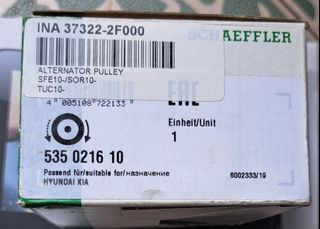 INA 37322-2F000
SCHAEFFLER
ALTERNATOR PULLEY
SFE10-/SOR10-
TUC10-
4 005108 722133
EAC
Einheit/Unit
1
535 0216 10
Passend für/suitable for/назначение
HYUNDAI KIA
6002333/19